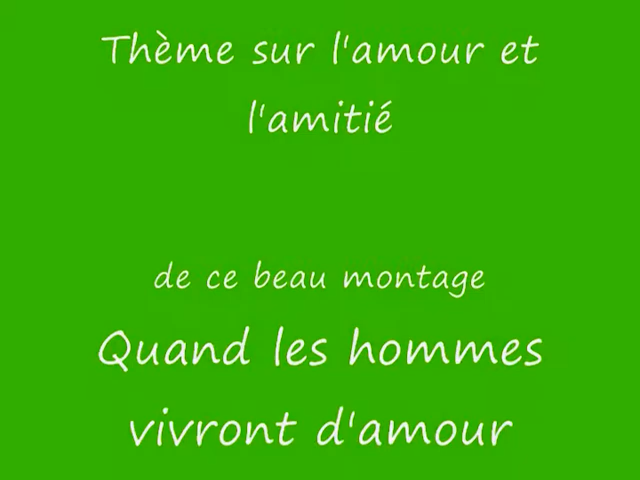 Thème sur l'amour et
l'amitié
de ce beau montage
Quand les hommes
vivront d'amour